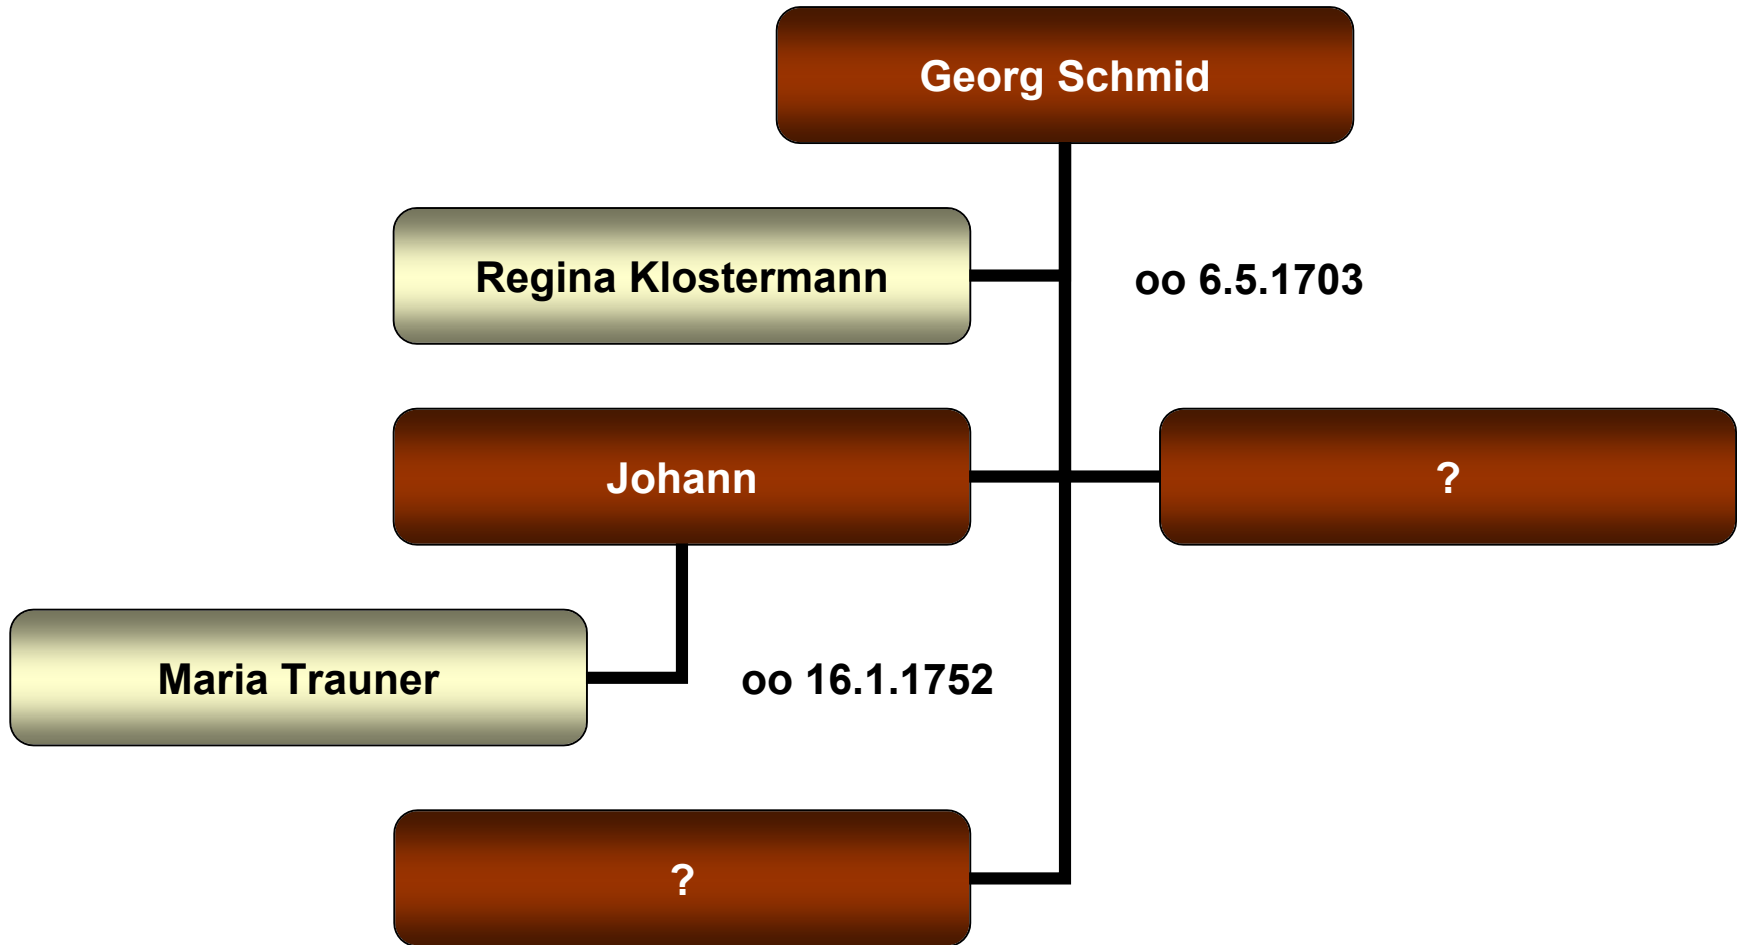 Georg Schmid
Regina Klostermann
oo 6.5.1703
Johann
?
Maria Trauner
oo 16.1.1752
?